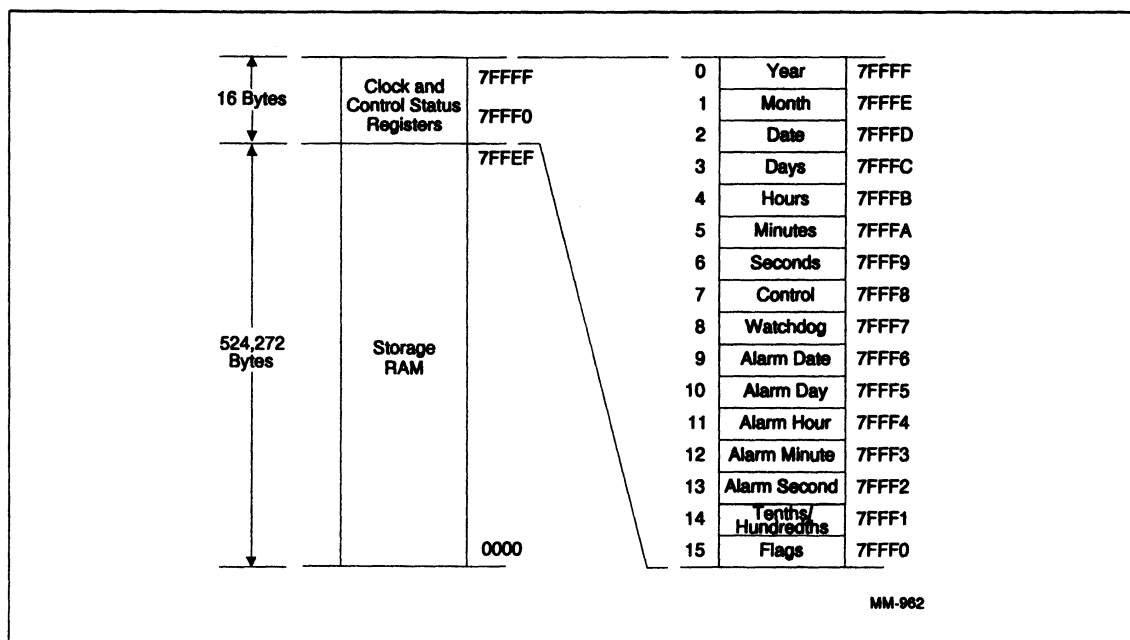 16 Bytes
Clock and
Control Status
Registers
7FFFF
7FFF0
7FFEF
524,272
Bytes
Storage
RAM
0000
0 Year 7FFFF
1 Month 7FFFE
2 Date 7FFFD
3 Days 7FFFC
4 Hours 7FFFB
5 Minutes 7FFFA
6 Seconds 7FFF9
7 Control 7FFF8
8 Watchdog 7FFF7
9 Alarm Date 7FFF6
10 Alarm Day 7FFF5
11 Alarm Hour 7FFF4
12 Alarm Minute 7FFF3
13 Alarm Second 7FFF2
14 Tenths/
Hundredths 7FFF1
15 Flags 7FFF0
MM-962